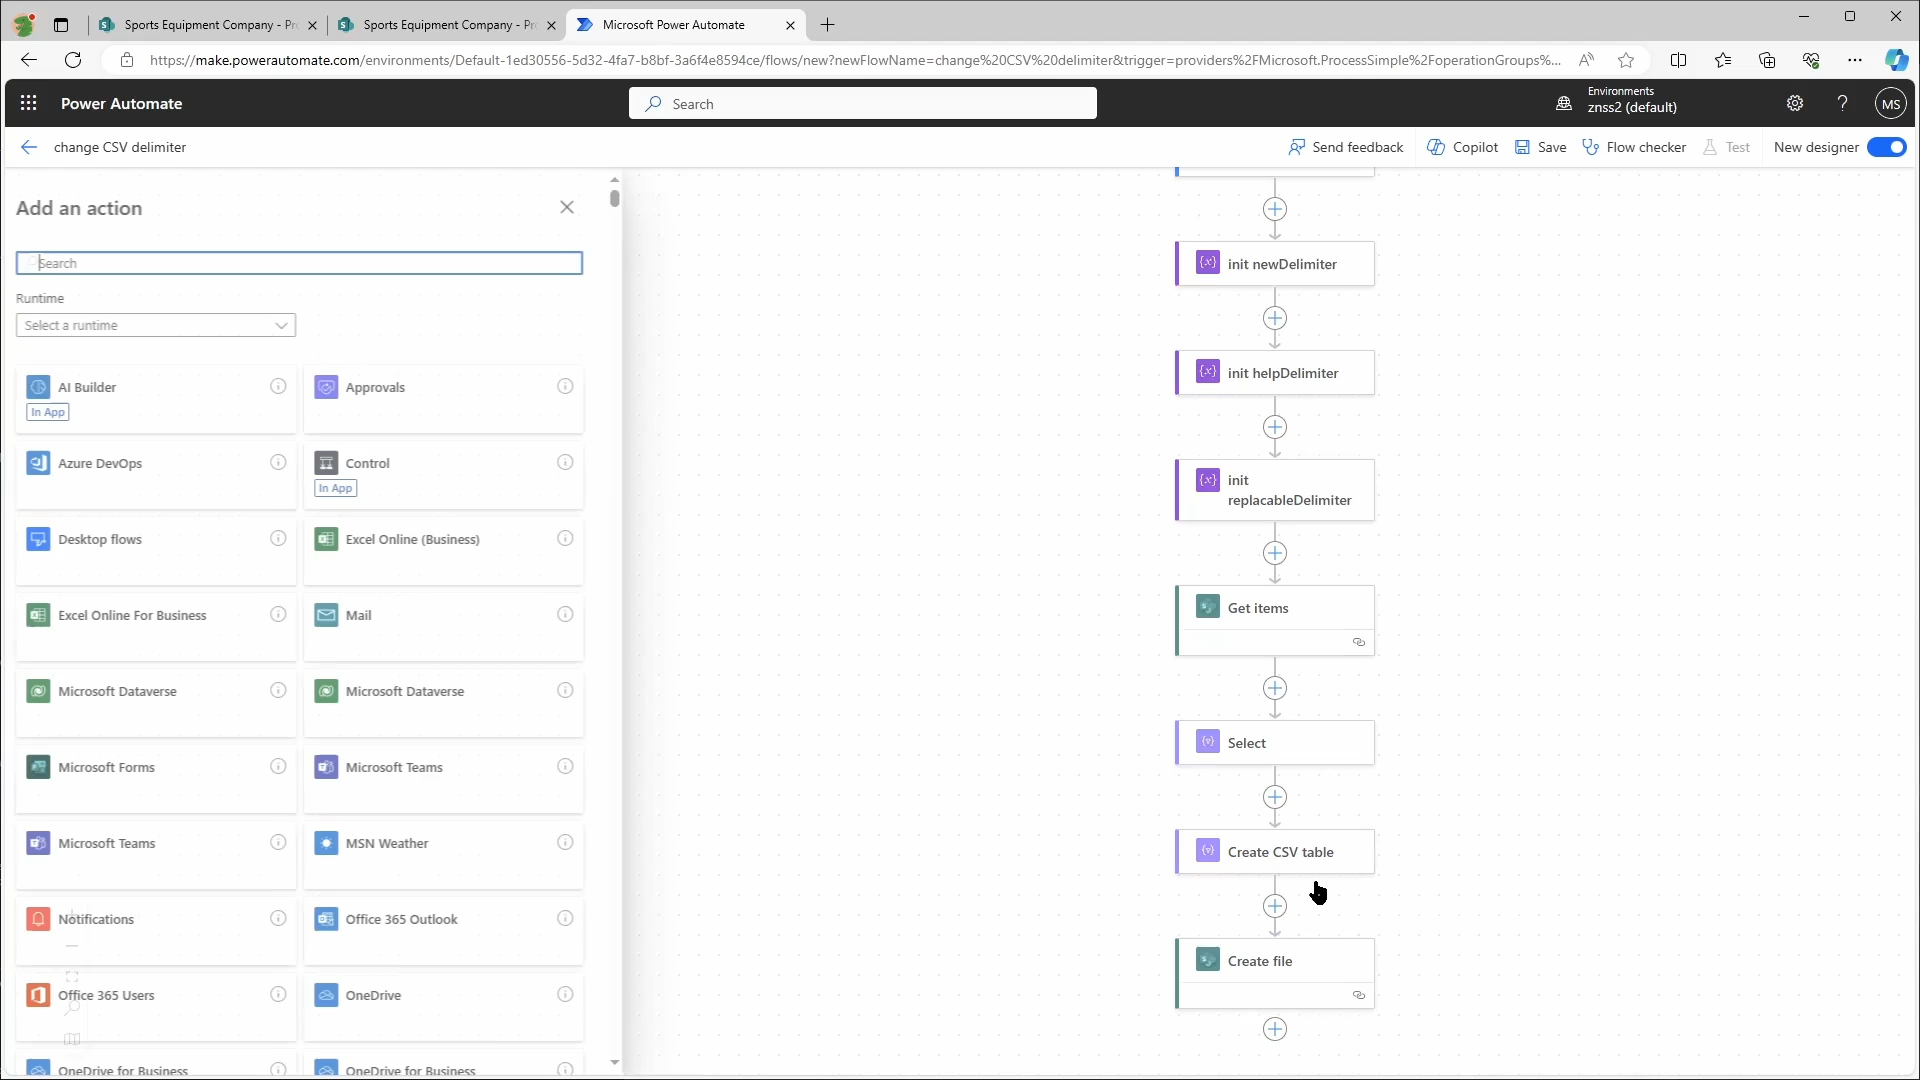 Sports Equipment Company - Pr
Sports Equipment Company - Pr
Microsoft Power Automate
https://make.powerautomate.com/environments/Default-1ed30556-5d32-4fa7-b8bf-3a6f4e8594ce/flows/new?newFlowName=change%20CSV%20delimiter&trigger=providers%2FMicrosoft.ProcessSimple%2FoperationGroups%...
Power Automate
Search
Environments
znss2 (default)
MS
change CSV delimiter
Send feedback
Copilot
Save
Flow checker
Test
New designer
Add an action
Search
Runtime
Select a runtime
AI Builder
In App
Approvals
Azure DevOps
Control
In App
Desktop flows
Excel Online (Business)
Excel Online For Business
Mail
Microsoft Dataverse
Microsoft Dataverse
Microsoft Forms
Microsoft Teams
Microsoft Teams
MSN Weather
Notifications
Office 365 Outlook
Office 365 Users
OneDrive
OneDrive for Business
OneDrive for Business
init newDelimiter
init helpDelimiter
init
replacableDelimiter
Get items
Select
Create CSV table
Create file